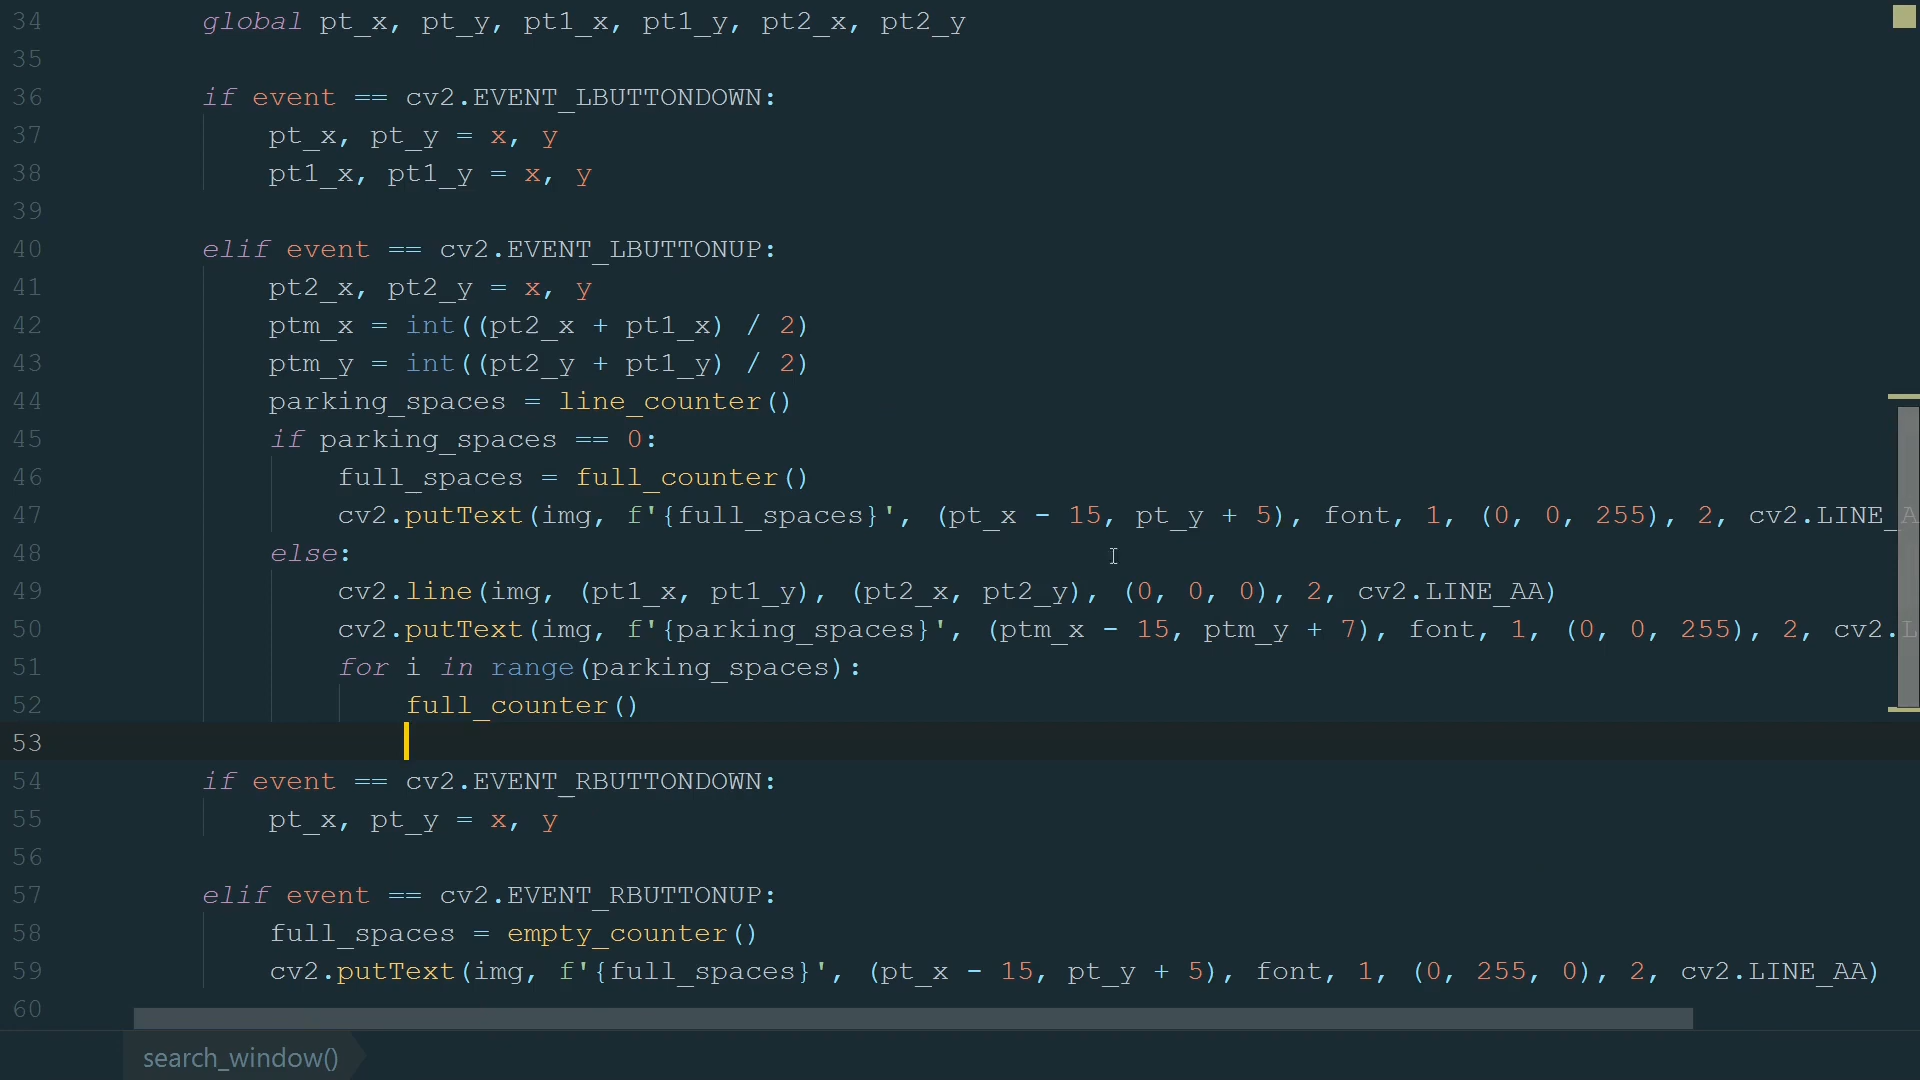 34 global pt_x, pt_y, pt1_x, pt1_y, pt2_x, pt2_y
35
36 if event == cv2.EVENT_LBUTTONDOWN:
37 pt_x, pt_y = x, y
38 pt1_x, pt1_y = x, y
39
40 elif event == cv2.EVENT_LBUTTONUP:
41 pt2_x, pt2_y = x, y
42 ptm_x = int((pt2_x + pt1_x) / 2)
43 ptm_y = int((pt2_y + pt1_y) / 2)
44 parking_spaces = line_counter()
45 if parking_spaces == 0:
46 full_spaces = full_counter()
47 cv2.putText(img, f'{full_spaces}', (pt_x - 15, pt_y + 5), font, 1, (0, 0, 255), 2, cv2.LINE_A
48 else:
49 cv2.line(img, (pt1_x, pt1_y), (pt2_x, pt2_y), (0, 0, 0), 2, cv2.LINE_AA)
50 cv2.putText(img, f'{parking_spaces}', (ptm_x - 15, ptm_y + 7), font, 1, (0, 0, 255), 2, cv2.L
51 for i in range(parking_spaces):
52 full_counter()
53
54 if event == cv2.EVENT_RBUTTONDOWN:
55 pt_x, pt_y = x, y
56
57 elif event == cv2.EVENT_RBUTTONUP:
58 full_spaces = empty_counter()
59 cv2.putText(img, f'{full_spaces}', (pt_x - 15, pt_y + 5), font, 1, (0, 255, 0), 2, cv2.LINE_AA)
60
search_window()